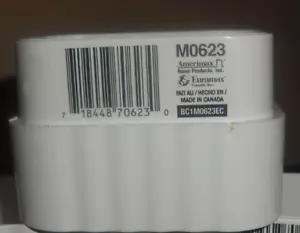 M0623
Amerimax
Home Products, Inc.
Euramax
FAIT AU / HECHO EN /
MADE IN CANADA
BC1M0623EC
7 18448 70623 0